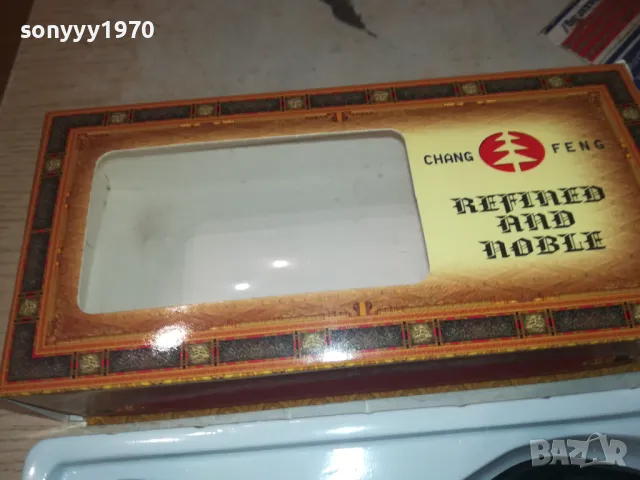 sonyyy1970
CHANG FENG
REFINED
AND
NOBLE
BAZAR